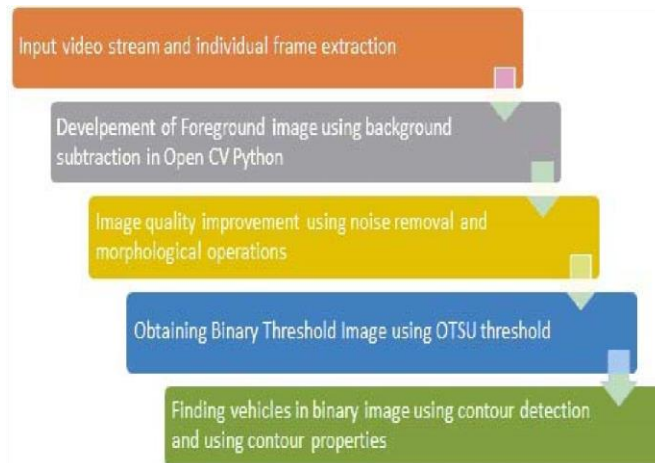 Input video stream and individual frame extraction
Develpement of Foreground image using background
subtraction in Open CV Python
Image quality improvement using noise removal and
morphological operations
Obtaining Binary Threshold Image using OTSU threshold
Finding vehicles in binary image using contour detection
and using contour properties